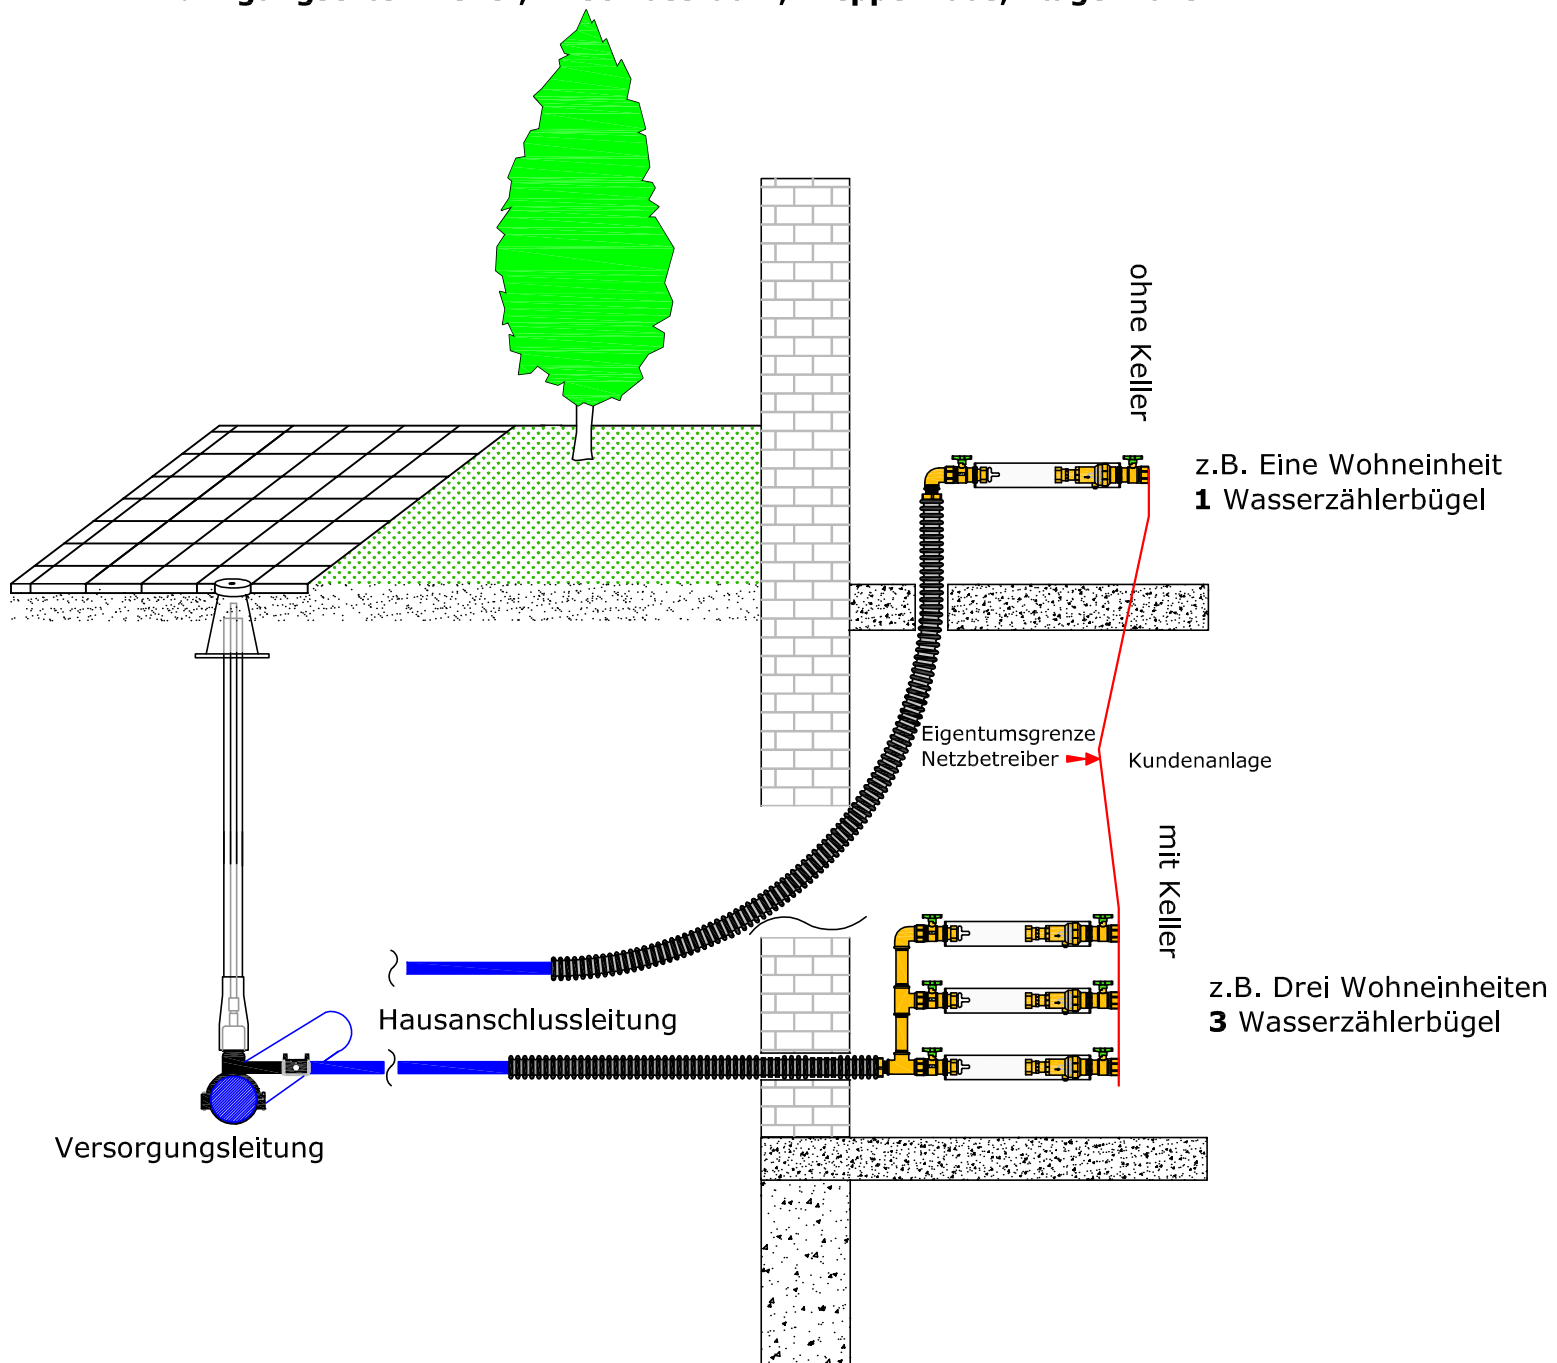 ohne Keller
z.B. Eine Wohneinheit
1 Wasserzählerbügel
Eigentumsgrenze
Netzbetreiber
Kundenanlage
mit Keller
z.B. Drei Wohneinheiten
3 Wasserzählerbügel
Hausanschlussleitung
Versorgungsleitung